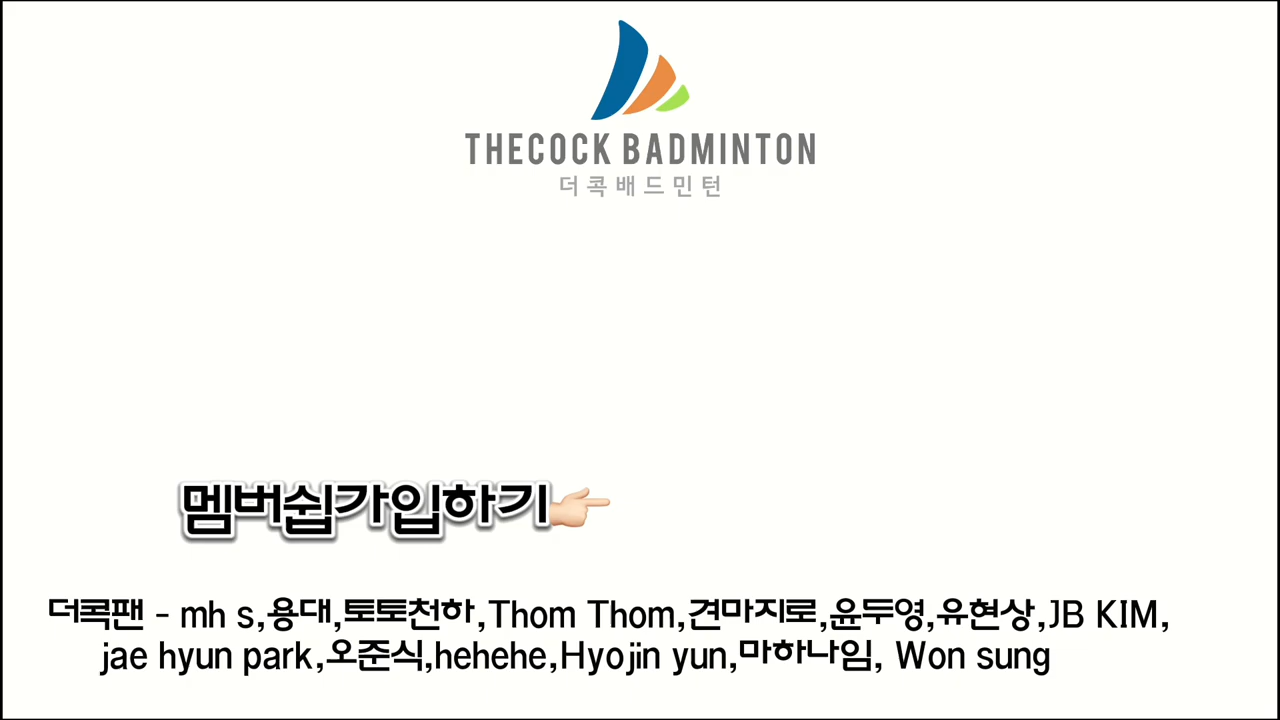 THECOCK BADMINTON
더콕배드민턴
멤버쉽가입하기
더콕팬 - mh s,용대,토토천하,Thom Thom,견마지로,윤두영,유현상,JB KIM,
jae hyun park,오준식,hehehe,Hyojin yun,마하나임, Won sung